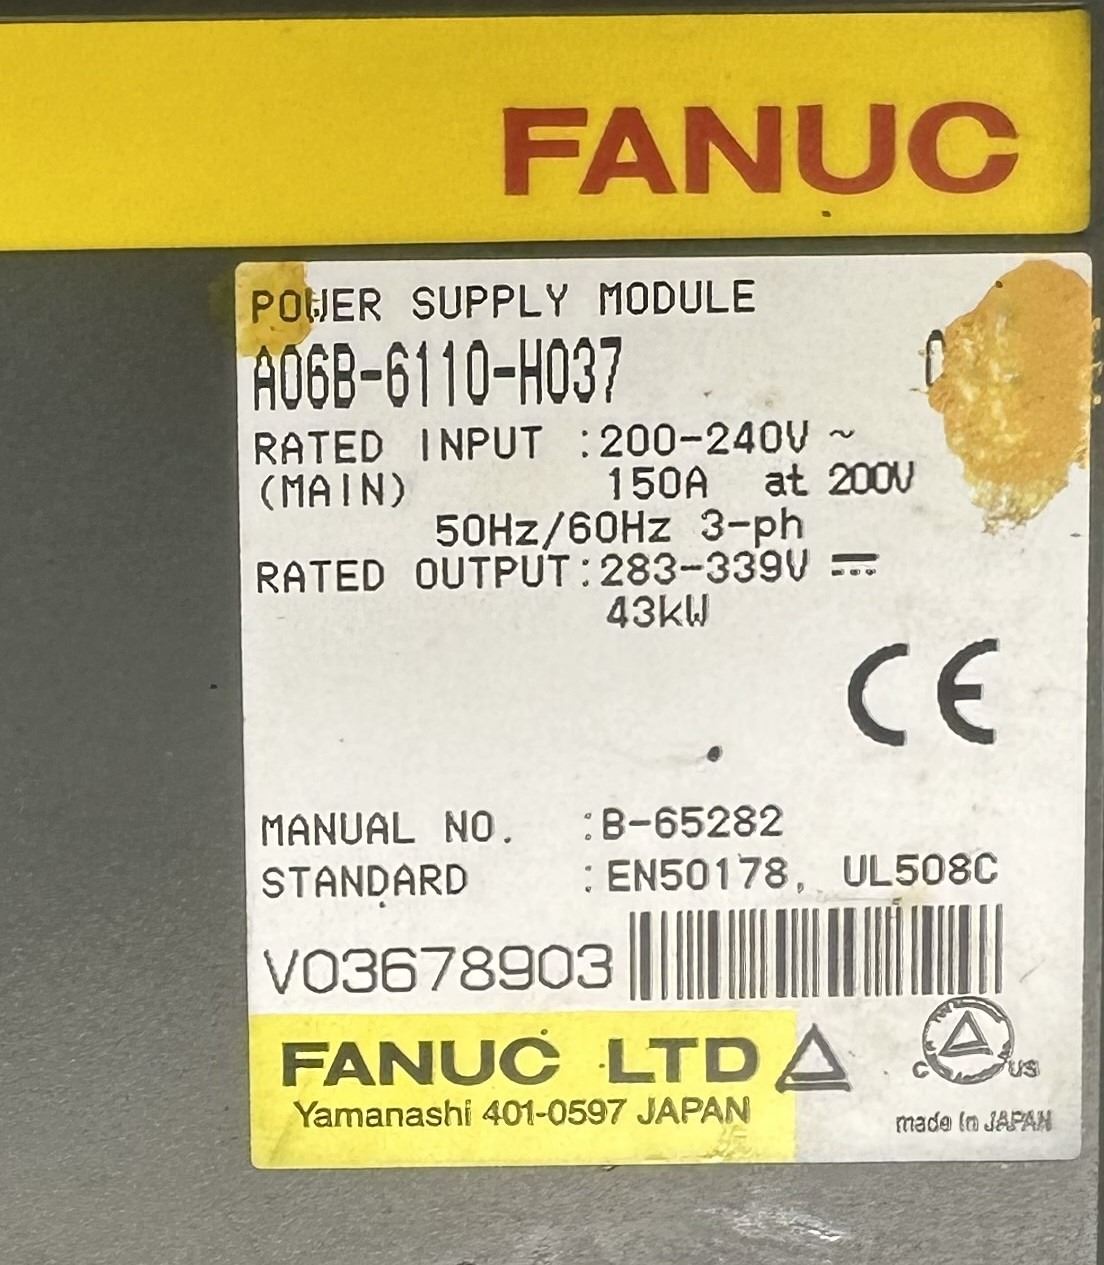 FANUC
POWER SUPPLY MODULE
A06B-6110-H037
RATED INPUT :200-240V ~
(MAIN) 150A at 200V
50Hz/60Hz 3-ph
RATED OUTPUT:283-339V ⎓
43kW
CE
MANUAL NO. :B-65282
STANDARD :EN50178, UL508C
V03678903
FANUC LTD
Yamanashi 401-0597 JAPAN
C US
made in JAPAN